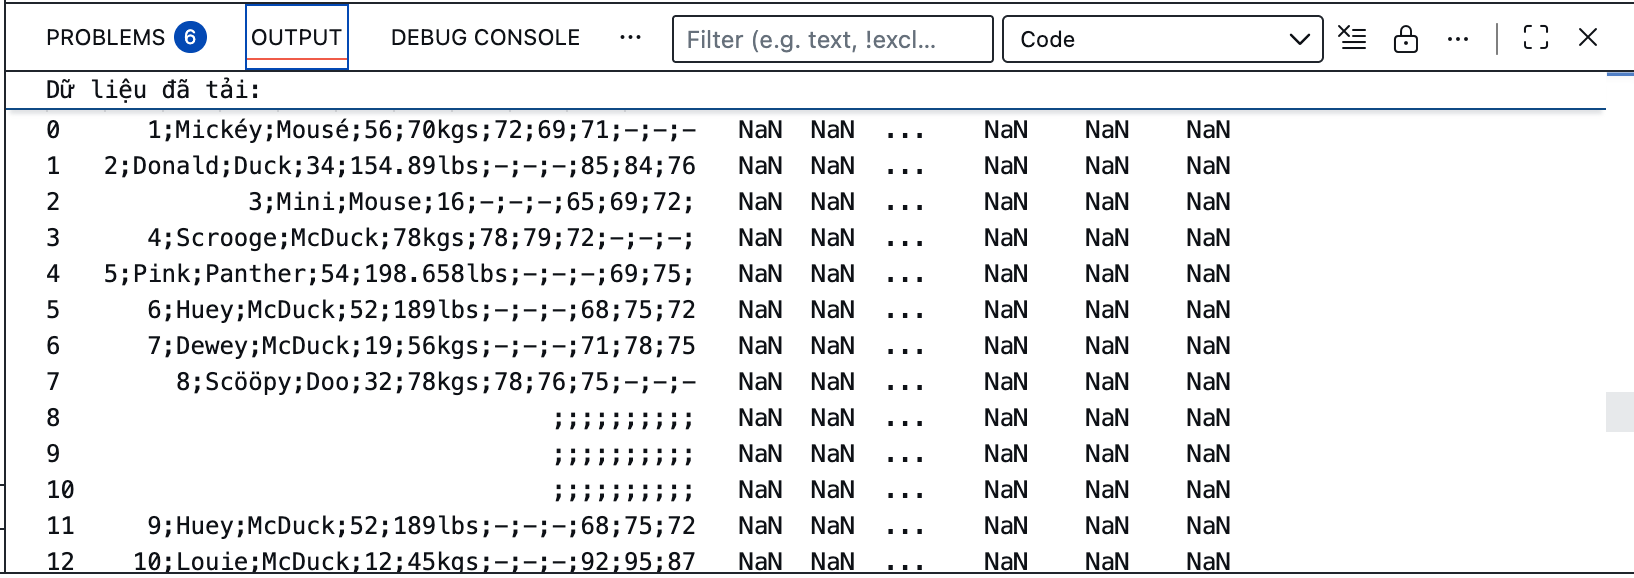 PROBLEMS 6 OUTPUT DEBUG CONSOLE ··· Filter (e.g. text, !excl... Code ···
Dữ liệu đã tải:
0 1;Mickéy;Mousé;56;70kgs;72;69;71;-;-;- NaN NaN ... NaN NaN NaN
1 2;Donald;Duck;34;154.89lbs;-;-;-;85;84;76 NaN NaN ... NaN NaN NaN
2 3;Mini;Mouse;16;-;-;-;65;69;72; NaN NaN ... NaN NaN NaN
3 4;Scrooge;McDuck;78kgs;78;79;72;-;-;-; NaN NaN ... NaN NaN NaN
4 5;Pink;Panther;54;198.658lbs;-;-;-;69;75; NaN NaN ... NaN NaN NaN
5 6;Huey;McDuck;52;189lbs;-;-;-;68;75;72 NaN NaN ... NaN NaN NaN
6 7;Dewey;McDuck;19;56kgs;-;-;-;71;78;75 NaN NaN ... NaN NaN NaN
7 8;Scööpy;Doo;32;78kgs;78;76;75;-;-;- NaN NaN ... NaN NaN NaN
8 ;;;;;;;;;; NaN NaN ... NaN NaN NaN
9 ;;;;;;;;;; NaN NaN ... NaN NaN NaN
10 ;;;;;;;;;; NaN NaN ... NaN NaN NaN
11 9;Huey;McDuck;52;189lbs;-;-;-;68;75;72 NaN NaN ... NaN NaN NaN
12 10;Louie;McDuck;12;45kgs;-;-;-;92;95;87 NaN NaN ... NaN NaN NaN